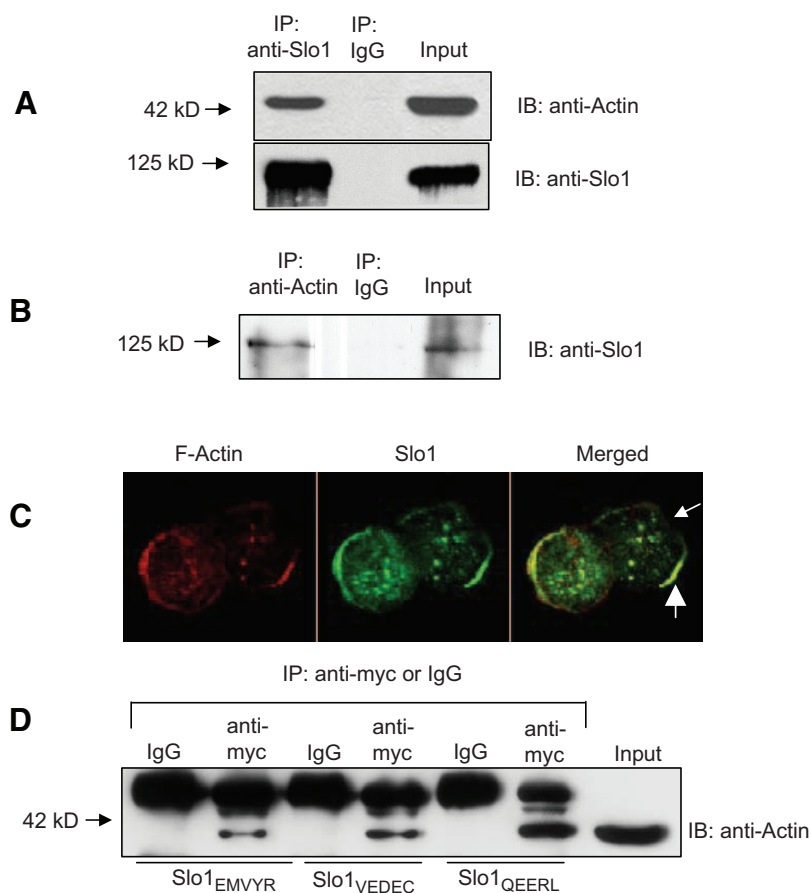 A
IP: anti-Slo1
IP: IgG
Input
42 kD
IB: anti-Actin
125 kD
IB: anti-Slo1
B
IP: anti-Actin
IP: IgG
Input
125 kD
IB: anti-Slo1
C
F-Actin
Slo1
Merged
D
IP: anti-myc or IgG
IgG
anti-myc
IgG
anti-myc
IgG
anti-myc
Input
42 kD
IB: anti-Actin
Slo1EMVYR
Slo1VEDEC
Slo1QEERL